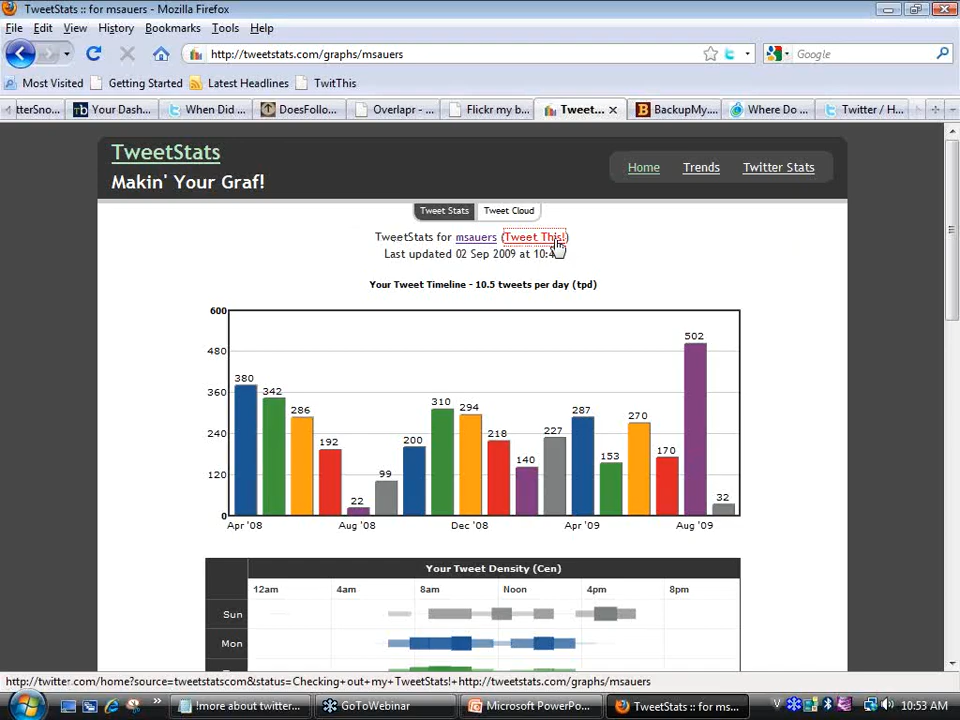 TweetStats :: for msauers - Mozilla Firefox
File Edit View History Bookmarks Tools Help
http://tweetstats.com/graphs/msauers
Google
Most Visited Getting Started Latest Headlines TwitThis
tterSno... Your Dash... When Did ... DoesFollo... Overlapr - ... Flickr my b... Tweet... BackupMy.... Where Do ... Twitter / H...
TweetStats
Makin' Your Graf!
Home Trends Twitter Stats
Tweet Stats Tweet Cloud
TweetStats for msauers (Tweet This!)
Last updated 02 Sep 2009 at 10:4
Your Tweet Timeline - 10.5 tweets per day (tpd)
600
480
360
240
120
0
380 342 286 192 22 99 200 310 294 218 140 227 287 153 270 170 502 32
Apr '08 Aug '08 Dec '08 Apr '09 Aug '09
Your Tweet Density (Cen)
12am 4am 8am Noon 4pm 8pm
Sun
Mon
http://twitter.com/home?source=tweetstatscom&status=Checking+out+my+TweetStats!+http://tweetstats.com/graphs/msauers
!more about twitter... GoToWebinar Microsoft PowerPo... TweetStats :: for ms... V 10:53 AM